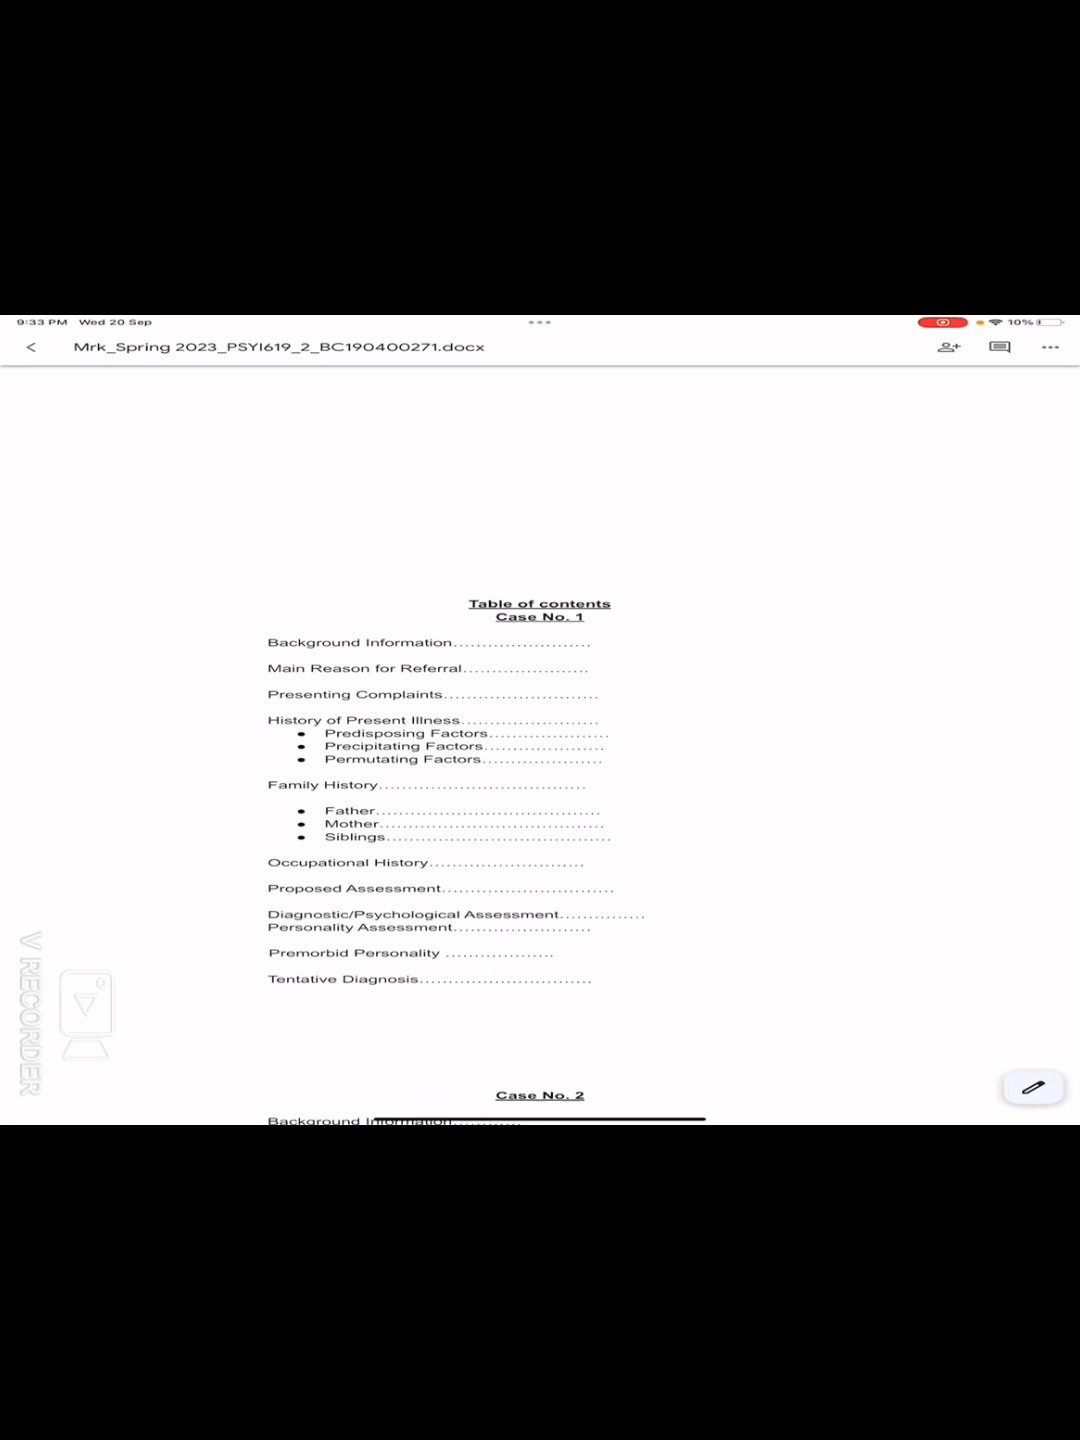 9:33 PM Wed 20 Sep
10%
Mrk_Spring 2023_PSYI619_2_BC190400271.docx
Table of contents
Case No. 1
Background Information........................
Main Reason for Referral......................
Presenting Complaints...........................
History of Present Illness........................
• Predisposing Factors.....................
• Precipitating Factors.....................
• Permutating Factors.....................
Family History....................................
• Father.......................................
• Mother.......................................
• Siblings.......................................
Occupational History...........................
Proposed Assessment..............................
Diagnostic/Psychological Assessment...............
Personality Assessment........................
Premorbid Personality ...................
Tentative Diagnosis..............................
Case No. 2
Background Information............
V RECORDER